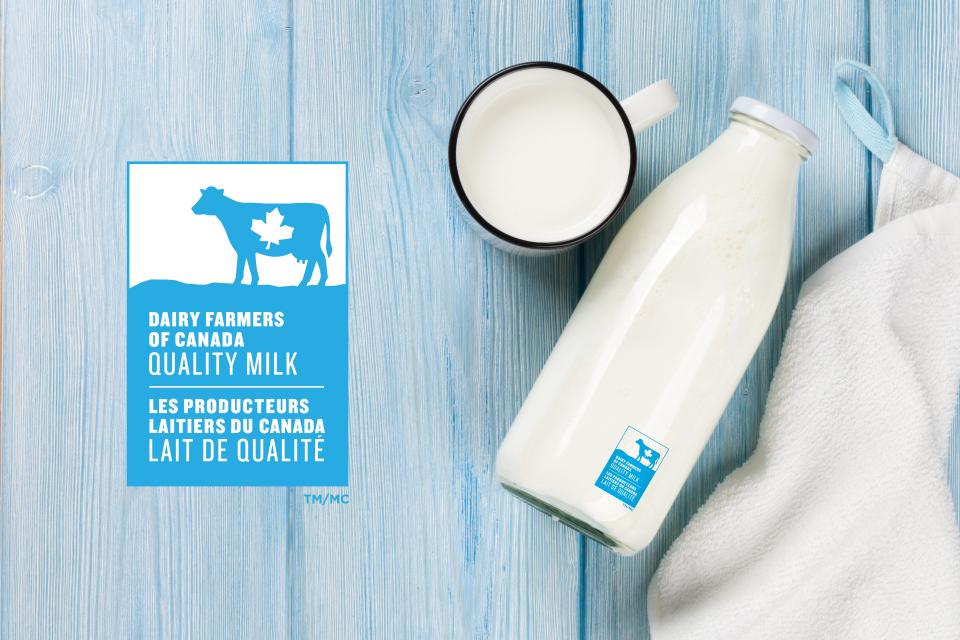 DAIRY FARMERS
OF CANADA
QUALITY MILK
LES PRODUCTEURS
LAITIERS DU CANADA
LAIT DE QUALITÉ
TM/MC
DAIRY FARMERS
OF CANADA
QUALITY MILK
LES PRODUCTEURS
LAITIERS DU CANADA
LAIT DE QUALITÉ